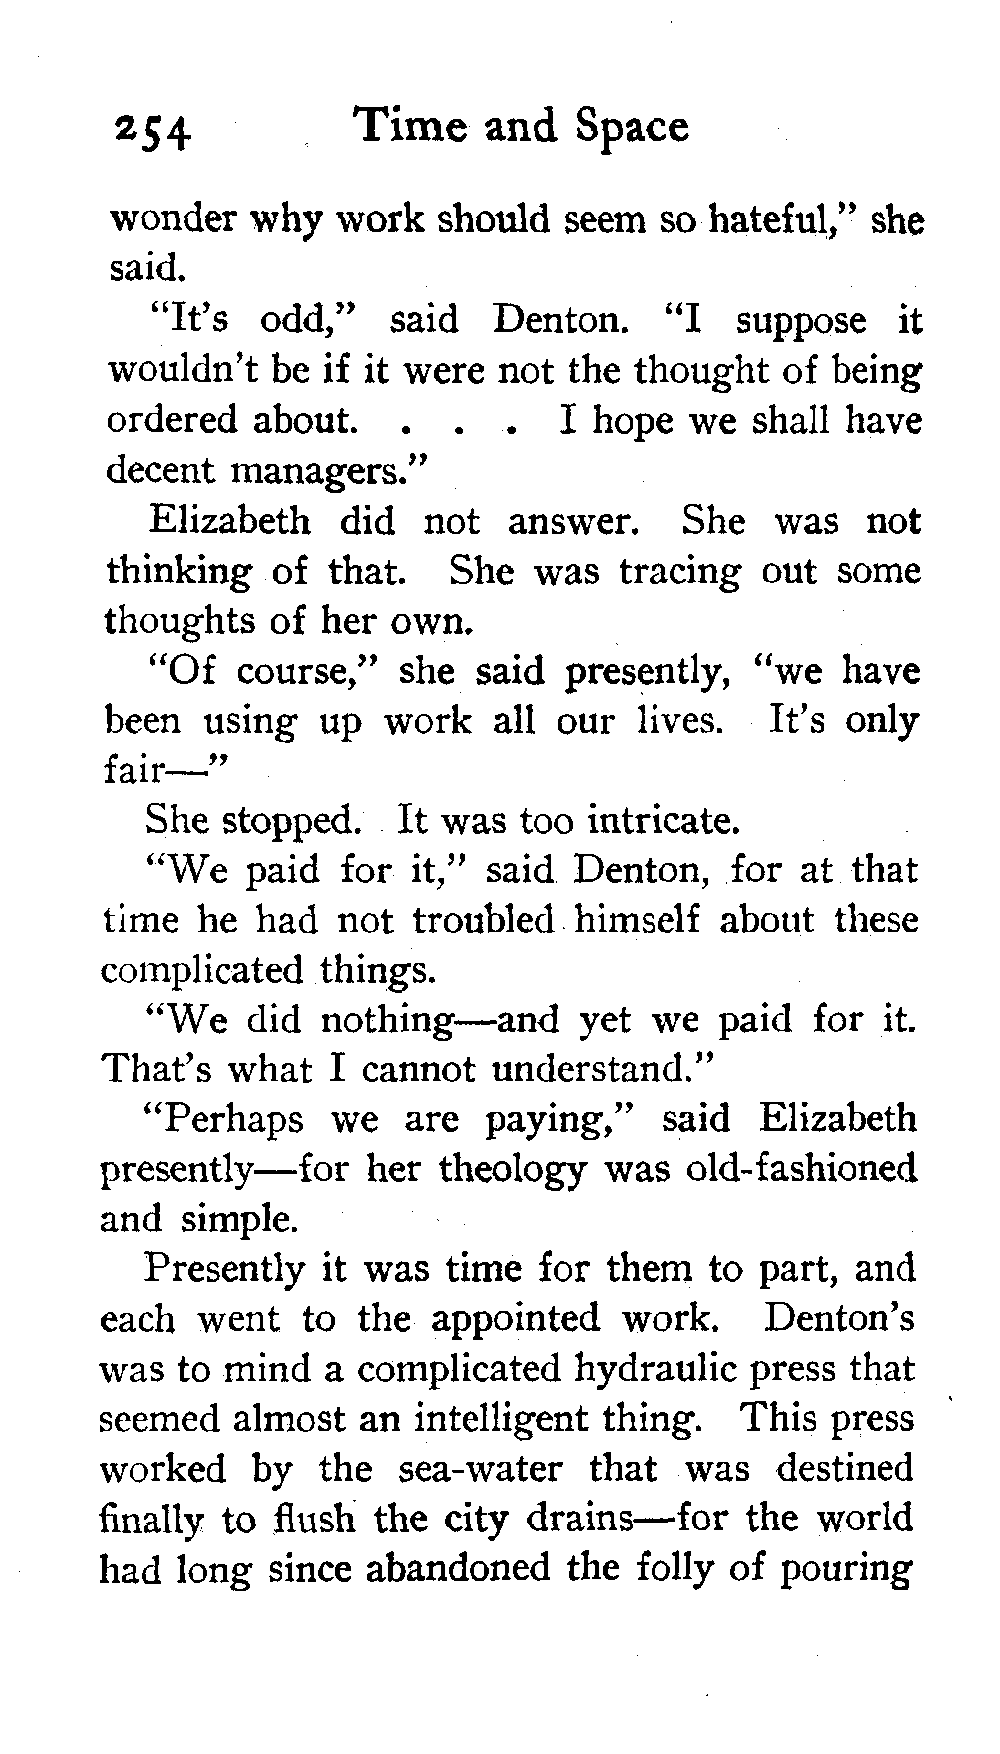 254 Time and Space
wonder why work should seem so hateful," she
said.
"It's odd," said Denton. "I suppose it
wouldn't be if it were not the thought of being
ordered about. . . . I hope we shall have
decent managers."
Elizabeth did not answer. She was not
thinking of that. She was tracing out some
thoughts of her own.
"Of course," she said presently, "we have
been using up work all our lives. It's only
fair—"
She stopped. It was too intricate.
"We paid for it," said Denton, for at that
time he had not troubled himself about these
complicated things.
"We did nothing—and yet we paid for it.
That's what I cannot understand."
"Perhaps we are paying," said Elizabeth
presently—for her theology was old-fashioned
and simple.
Presently it was time for them to part, and
each went to the appointed work. Denton's
was to mind a complicated hydraulic press that
seemed almost an intelligent thing. This press
worked by the sea-water that was destined
finally to flush the city drains—for the world
had long since abandoned the folly of pouring